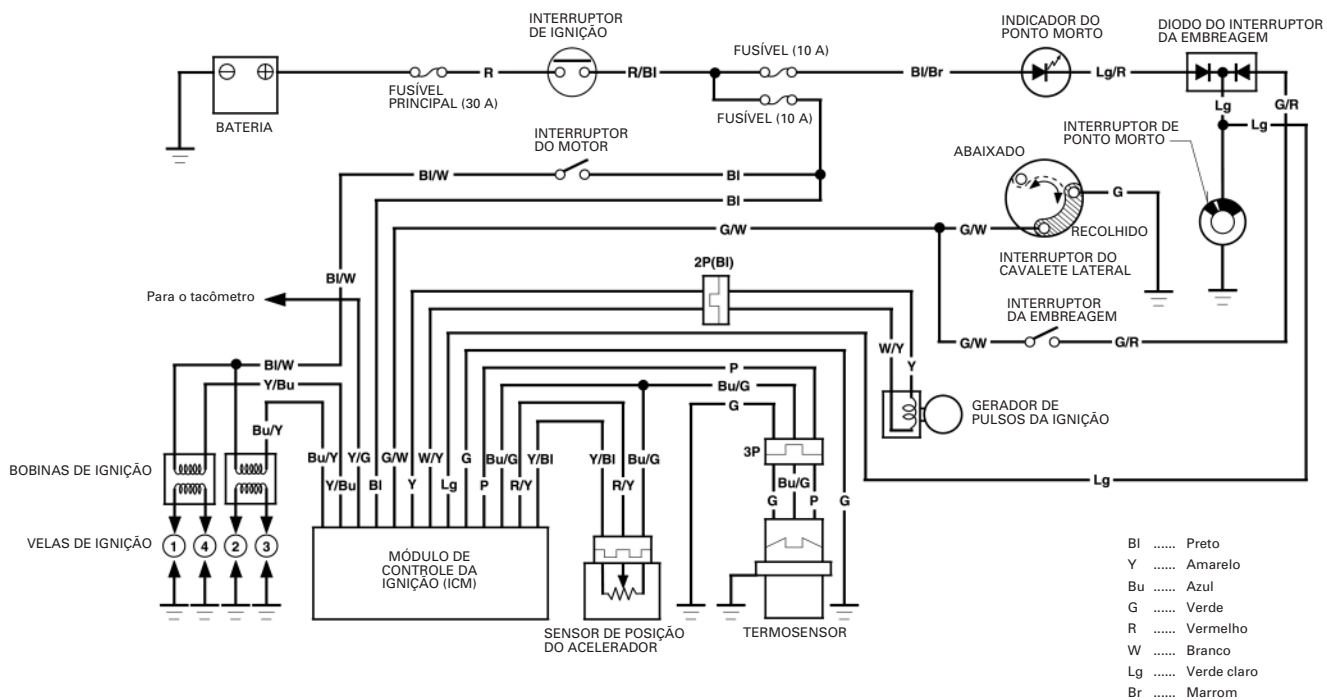 INTERRUPTOR
DE IGNIÇÃO
INDICADOR DO
PONTO MORTO
DIODO DO INTERRUPTOR
DA EMBREAGEM
FUSÍVEL (10 A)
R
R/Bl
Bl/Br
Lg/R
FUSÍVEL
PRINCIPAL (30 A)
BATERIA
FUSÍVEL (10 A)
Lg
G/R
Lg
INTERRUPTOR
DO MOTOR
INTERRUPTOR DE
PONTO MORTO
ABAIXADO
Bl/W
Bl
G
Bl
G/W
G/W
RECOLHIDO
INTERRUPTOR DO
CAVALETE LATERAL
2P(Bl)
Bl/W
Para o tacômetro
INTERRUPTOR
DA EMBREAGEM
G/W
G/R
W/Y
Y
Bl/W
Y/Bu
P
Bu/G
G
GERADOR DE
PULSOS DA IGNIÇÃO
Bu/Y
3P
BOBINAS DE IGNIÇÃO
Bu/Y
Y/Bu
Y/G
Bl
G/W
Y
W/Y
Lg
G
P
Bu/G
R/Y
Y/Bl
Y/Bl
R/Y
Bu/G
G
Bu/G
P
G
Lg
VELAS DE IGNIÇÃO
1
4
2
3
MÓDULO DE
CONTROLE DA
IGNIÇÃO (ICM)
SENSOR DE POSIÇÃO
DO ACELERADOR
TERMOSENSOR
Bl ...... Preto
Y ...... Amarelo
Bu ...... Azul
G ...... Verde
R ...... Vermelho
W ...... Branco
Lg ...... Verde claro
Br ...... Marrom